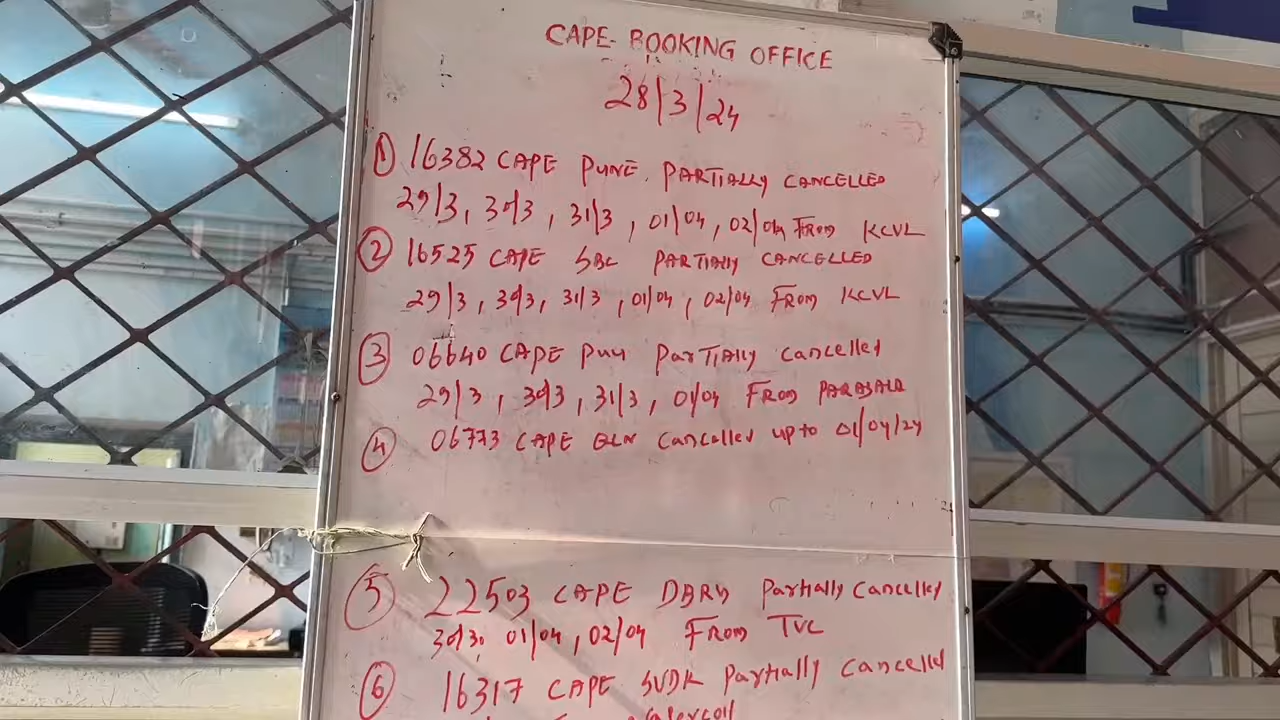 CAPE BOOKING OFFICE
28/3/24
① 16382 CAPE PUNE PARTIALLY CANCELLED
29/3, 30/3, 31/3, 01/04, 02/04 FROM KCVL
② 16525 CAPE SBC PARTIALLY CANCELLED
29/3, 30/3, 31/3, 01/04, 02/04 FROM KCVL
③ 06640 CAPE PUU PARTIALLY Cancelled
29/3, 30/3, 31/3, 01/04 FROM PARASALA
④ 06773 CAPE QLN Cancelled up to 01/04/24
⑤ 22503 CAPE DBRG Partially Cancelled
01/04, 02/04 FROM TVC
⑥ 16317 CAPE SVDK Partially Cancelled